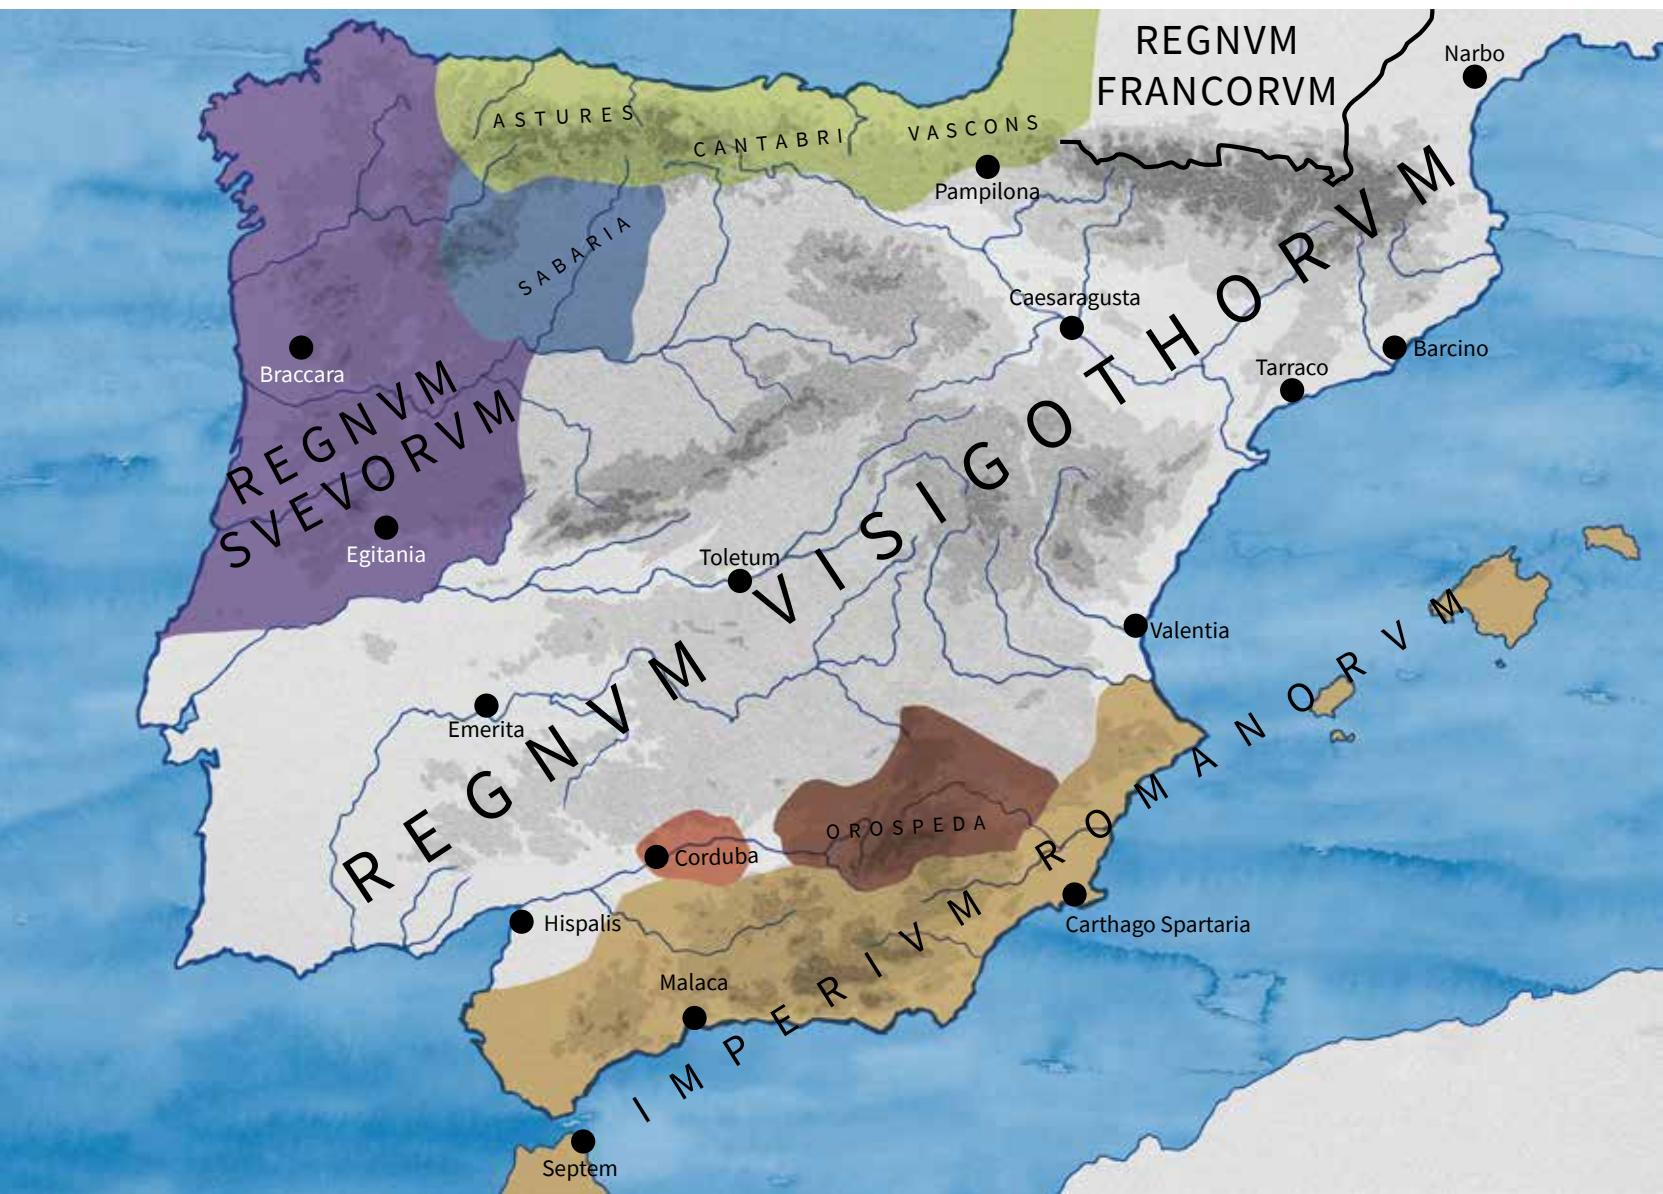 REGNVM
FRANCORVM
Narbo
ASTURES
CANTABRI
VASCONS
Pampilona
SABARIA
Caesaragusta
Braccara
Barcino
Tarraco
REGNVM
SVEVORVM
Egitania
Toletum
REGNVM VISIGOTHORVM
Valentia
Emerita
OROSPEDA
Corduba
Hispalis
Carthago Spartaria
Malaca
IMPERIVM ROMANORVM
Septem